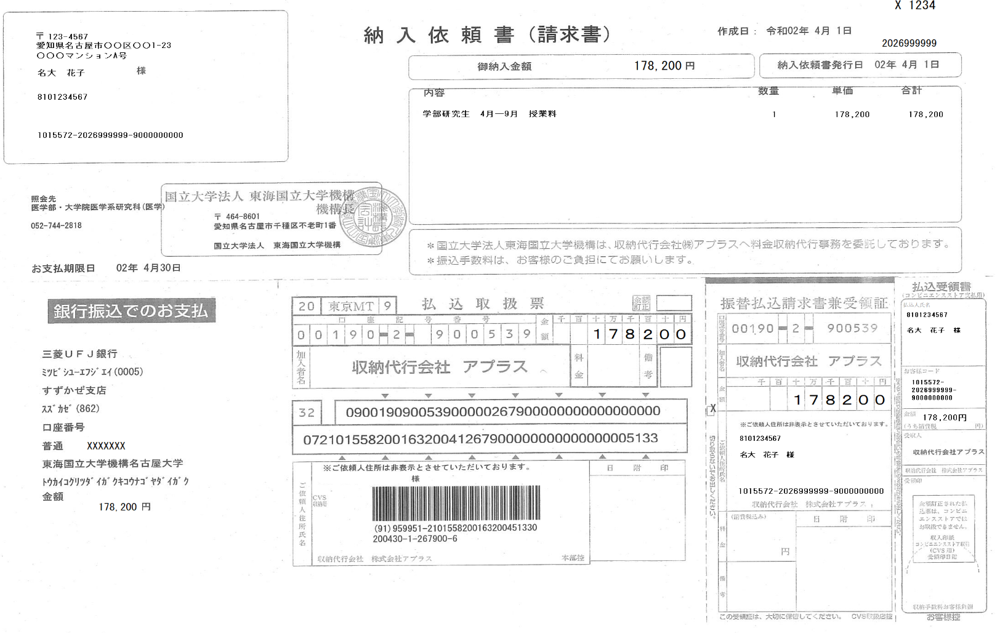 X 1234
〒 123-4567
愛知県名古屋市〇〇区〇〇1-23
〇〇〇マンションA号
名大 花子 様
8101234567
1015572-2026999999-9000000000
納入依頼書(請求書)
作成日: 令和02年 4月 1日
2026999999
御納入金額 178,200 円
納入依頼書発行日 02年 4月 1日
内容 数量 単価 合計
学部研究生 4月―9月 授業料 1 178,200 178,200
照会先
医学部・大学院医学系研究科(医学)
052-744-2818
国立大学法人 東海国立大学機構
機構長
〒 464-8601
愛知県名古屋市千種区不老町1番
国立大学法人 東海国立大学機構
お支払期限日 02年 4月30日
*国立大学法人東海国立大学機構は、収納代行会社㈱アプラスへ料金収納代行事務を委託しております。
*振込手数料は、お客様のご負担にてお願いします。
銀行振込でのお支払
三菱UFJ銀行
ミツビシユーエフジエイ(0005)
すずかぜ支店
スズカゼ(862)
口座番号
普通 XXXXXXX
東海国立大学機構名古屋大学
トウカイコクリツダイガクキコウナゴヤダイガク
金額
178,200 円
20 東京MT 9 払込取扱票 金額訂正
口座記号番号 金額 千百十万千百十円
00190-2-900539 178200
加入者名 収納代行会社 アプラス 料金 備考
32 09001909005390000026790000000000000000
072101558200163200412679000000000000000005133
※ご依頼人住所は非表示とさせていただいております。
様
ご依頼人住所氏名
CVS
収納用
(91)959951-2101558200163200451330
200430-1-267900-6
収納代行会社 株式会社アプラス 本部控
日 附 印
振替払込請求書兼受領証
口座記号番号 00190-2-900539
加入者名 収納代行会社 アプラス
金額 千百十万千百十円
178200
X
切り取らないでお出しください。
ご依頼人住所氏名
※ご依頼人住所は非表示とさせていただいております。
8101234567
名大 花子 様
1015572-2026999999-9000000000
収納代行会社 株式会社アプラス
(消費税込み)
料金 円
日 附 印
備考
この受領証は、大切に保管してください。 CVS取扱店控
払込受領書
(コンビニエンスストア支払用)
払込人氏名
8101234567
名大 花子 様
お客様コード
1015572-
2026999999-
9000000000
金額 178,200円
(うち消費税 円)
受取人
収納代行会社 アプラス
収納代行会社 株式会社アプラス
受領印
金額訂正された払
込票は、コンビニ
エンスストアでは
お取扱できません。
収入印紙
コンビニエンスストア取扱
(CVS用)
受領印日附
収納手数料お客様負担
お客様控